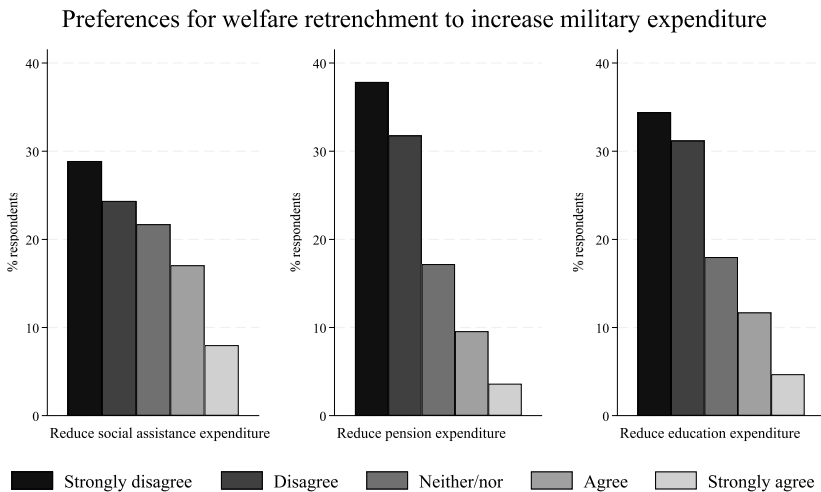 Preferences for welfare retrenchment to increase military expenditure
% respondents
40
30
20
10
0
Reduce social assistance expenditure
% respondents
40
30
20
10
0
Reduce pension expenditure
% respondents
40
30
20
10
0
Reduce education expenditure
Strongly disagree Disagree Neither/nor Agree Strongly agree